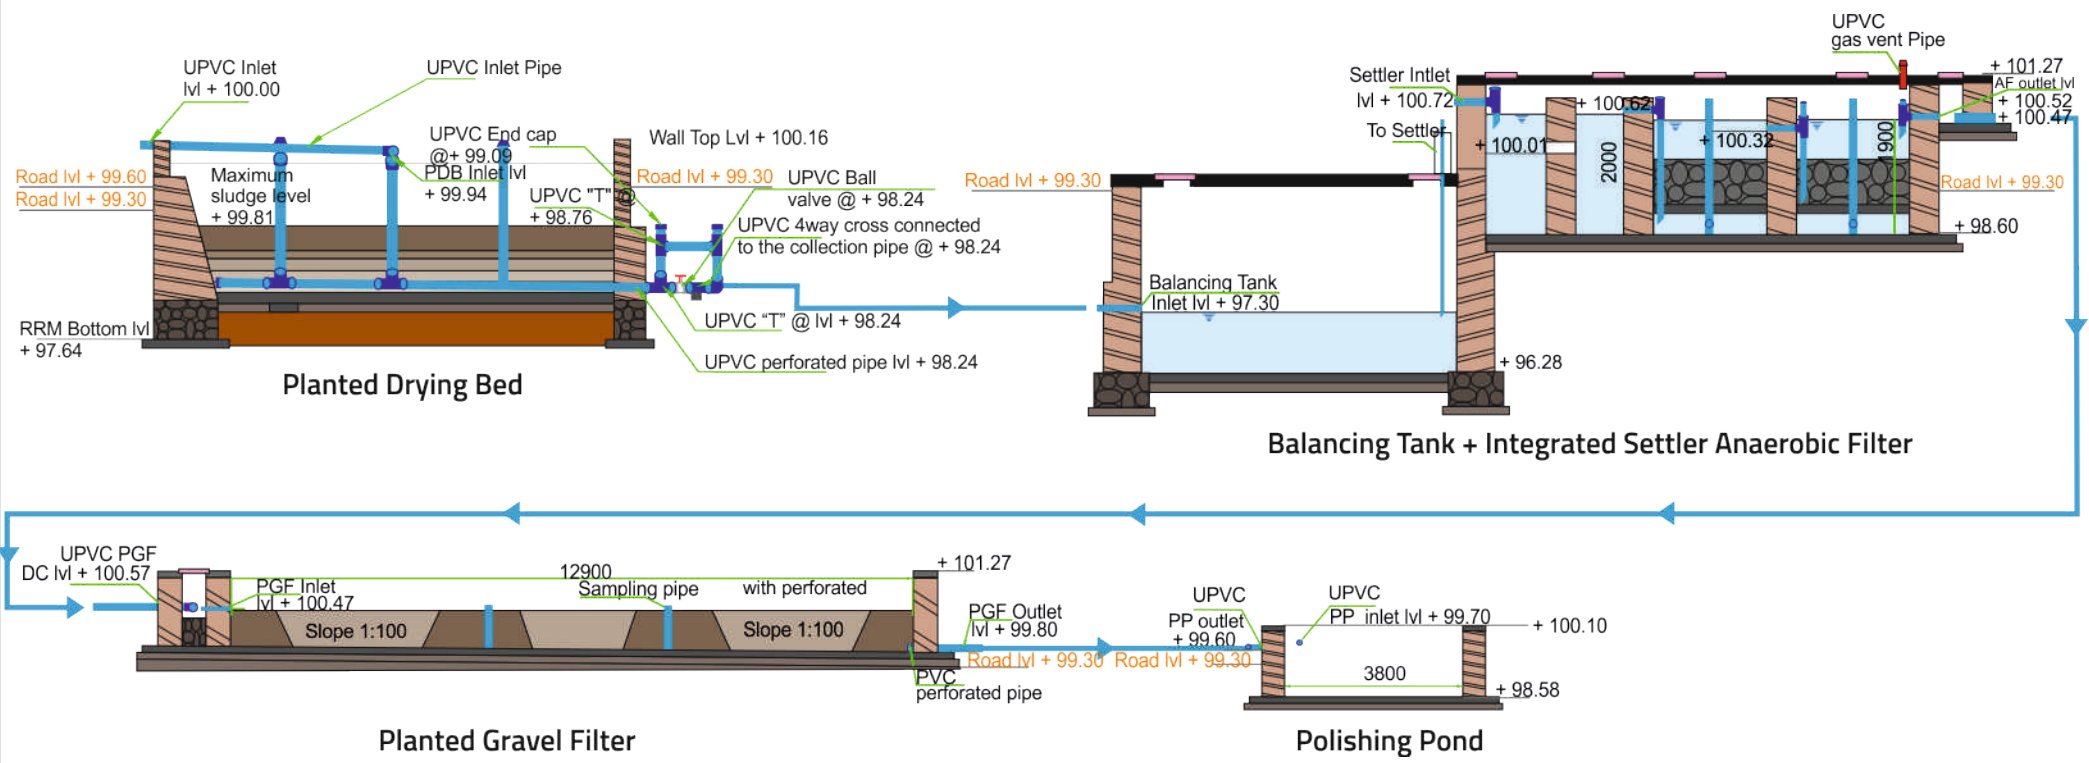 UPVC Inlet
lvl + 100.00
UPVC Inlet Pipe
UPVC End cap
@+ 99.09
PDB Inlet lvl
+ 99.94
Wall Top Lvl + 100.16
Road lvl + 99.60
Road lvl + 99.30
Maximum
sludge level
+ 99.81
UPVC "T" @
+ 98.76
Road lvl + 99.30
UPVC Ball
valve @ + 98.24
UPVC 4way cross connected
to the collection pipe @ + 98.24
RRM Bottom lvl
+ 97.64
UPVC “T” @ lvl + 98.24
UPVC perforated pipe lvl + 98.24
Planted Drying Bed
UPVC
gas vent Pipe
Settler Intlet
lvl + 100.72
To Settler
+ 100.62
+ 100.01
2000
+ 100.32
1900
+ 101.27
AF outlet lvl
+ 100.52
+ 100.47
Road lvl + 99.30
Road lvl + 99.30
+ 98.60
Balancing Tank
Inlet lvl + 97.30
+ 96.28
Balancing Tank + Integrated Settler Anaerobic Filter
UPVC PGF
DC lvl + 100.57
PGF Inlet
lvl + 100.47
12900
Sampling pipe
with perforated
+ 101.27
Slope 1:100
Slope 1:100
PGF Outlet
lvl + 99.80
Road lvl + 99.30
PVC
perforated pipe
Planted Gravel Filter
UPVC
PP outlet
+ 99.60
Road lvl + 99.30
UPVC
PP inlet lvl + 99.70
+ 100.10
3800
+ 98.58
Polishing Pond